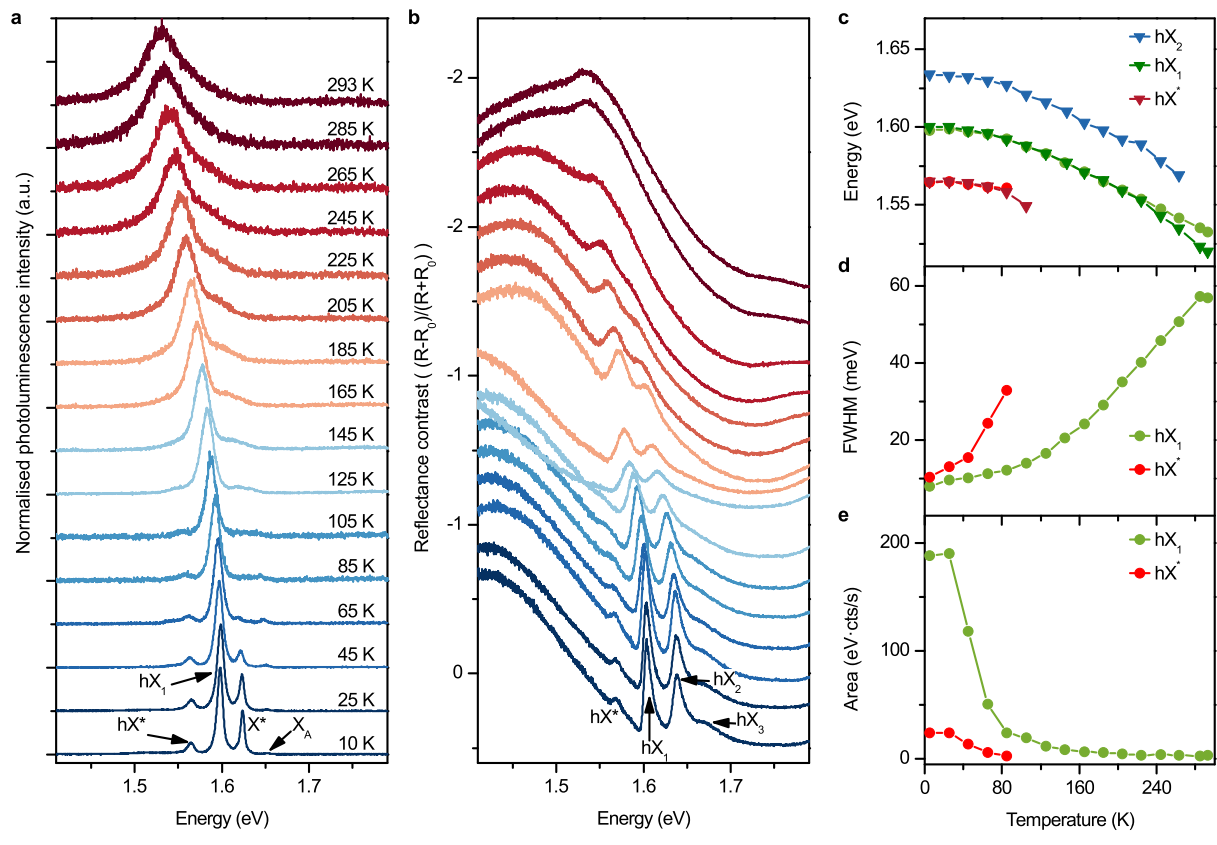 a
Normalised photoluminescence intensity (a.u.)
293 K
285 K
265 K
245 K
225 K
205 K
185 K
165 K
145 K
125 K
105 K
85 K
65 K
45 K
25 K
10 K
hX₁
hX*
X*
X_A
1.5
1.6
1.7
Energy (eV)
b
Reflectance contrast ( (R-R₀)/(R+R₀) )
-2
-2
-1
-1
0
hX*
hX₁
hX₂
hX₃
1.5
1.6
1.7
Energy (eV)
c
Energy (eV)
1.65
1.60
1.55
hX₂
hX₁
hX*
d
FWHM (meV)
60
40
20
hX₁
hX*
e
Area (eV·cts/s)
200
100
0
hX₁
hX*
0
80
160
240
Temperature (K)